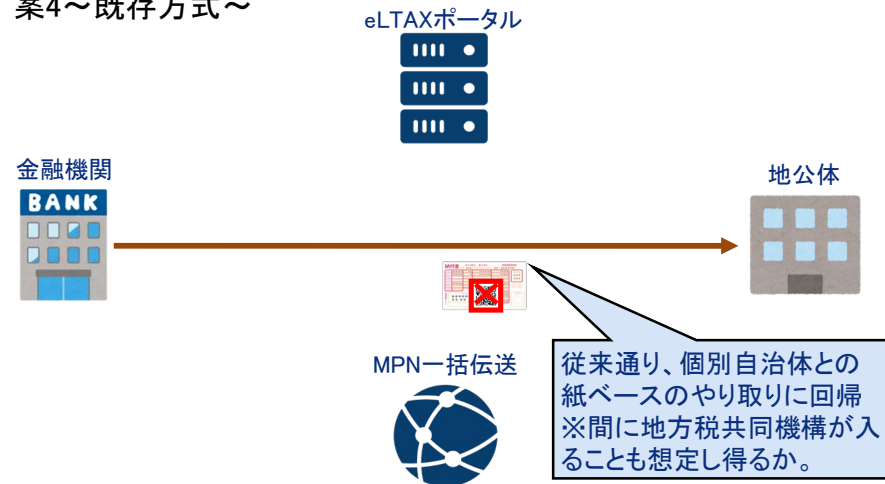 案4～既存方式～
eLTAXポータル
金融機関
BANK
地公体
MPN一括伝送
従来通り、個別自治体との
紙ベースのやり取りに回帰
※間に地方税共同機構が入
ることも想定し得るか。